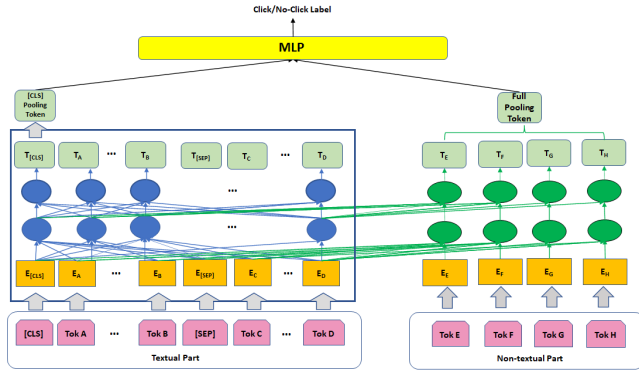 Click/No-Click Label
MLP
[CLS]
Pooling
Token
Full
Pooling
Token
T[CLS] TA ... TB T[SEP] TC ... TD TE TF TG TH
...
...
E[CLS] EA ... EB E[SEP] EC ... ED EE EF EG EH
[CLS] Tok A ... Tok B [SEP] Tok C ... Tok D Tok E Tok F Tok G Tok H
Textual Part Non-textual Part